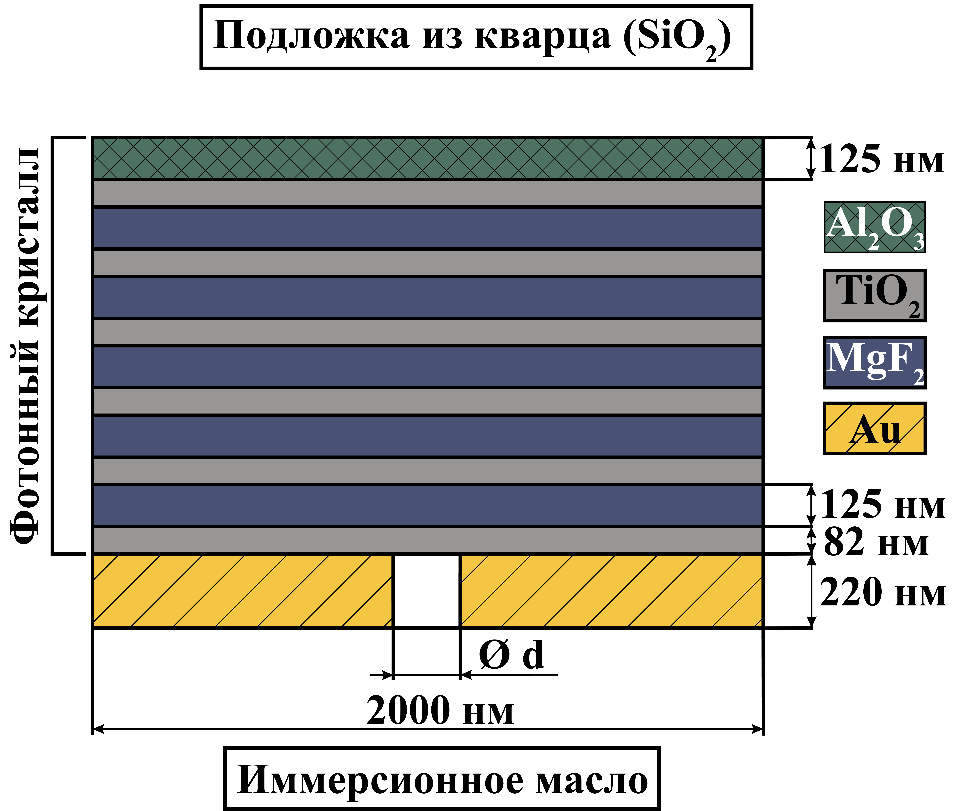 Подложка из кварца (SiO₂)
Фотонный кристалл
125 нм
Al₂O₃
TiO₂
MgF₂
Au
125 нм
82 нм
220 нм
Ø d
2000 нм
Иммерсионное масло